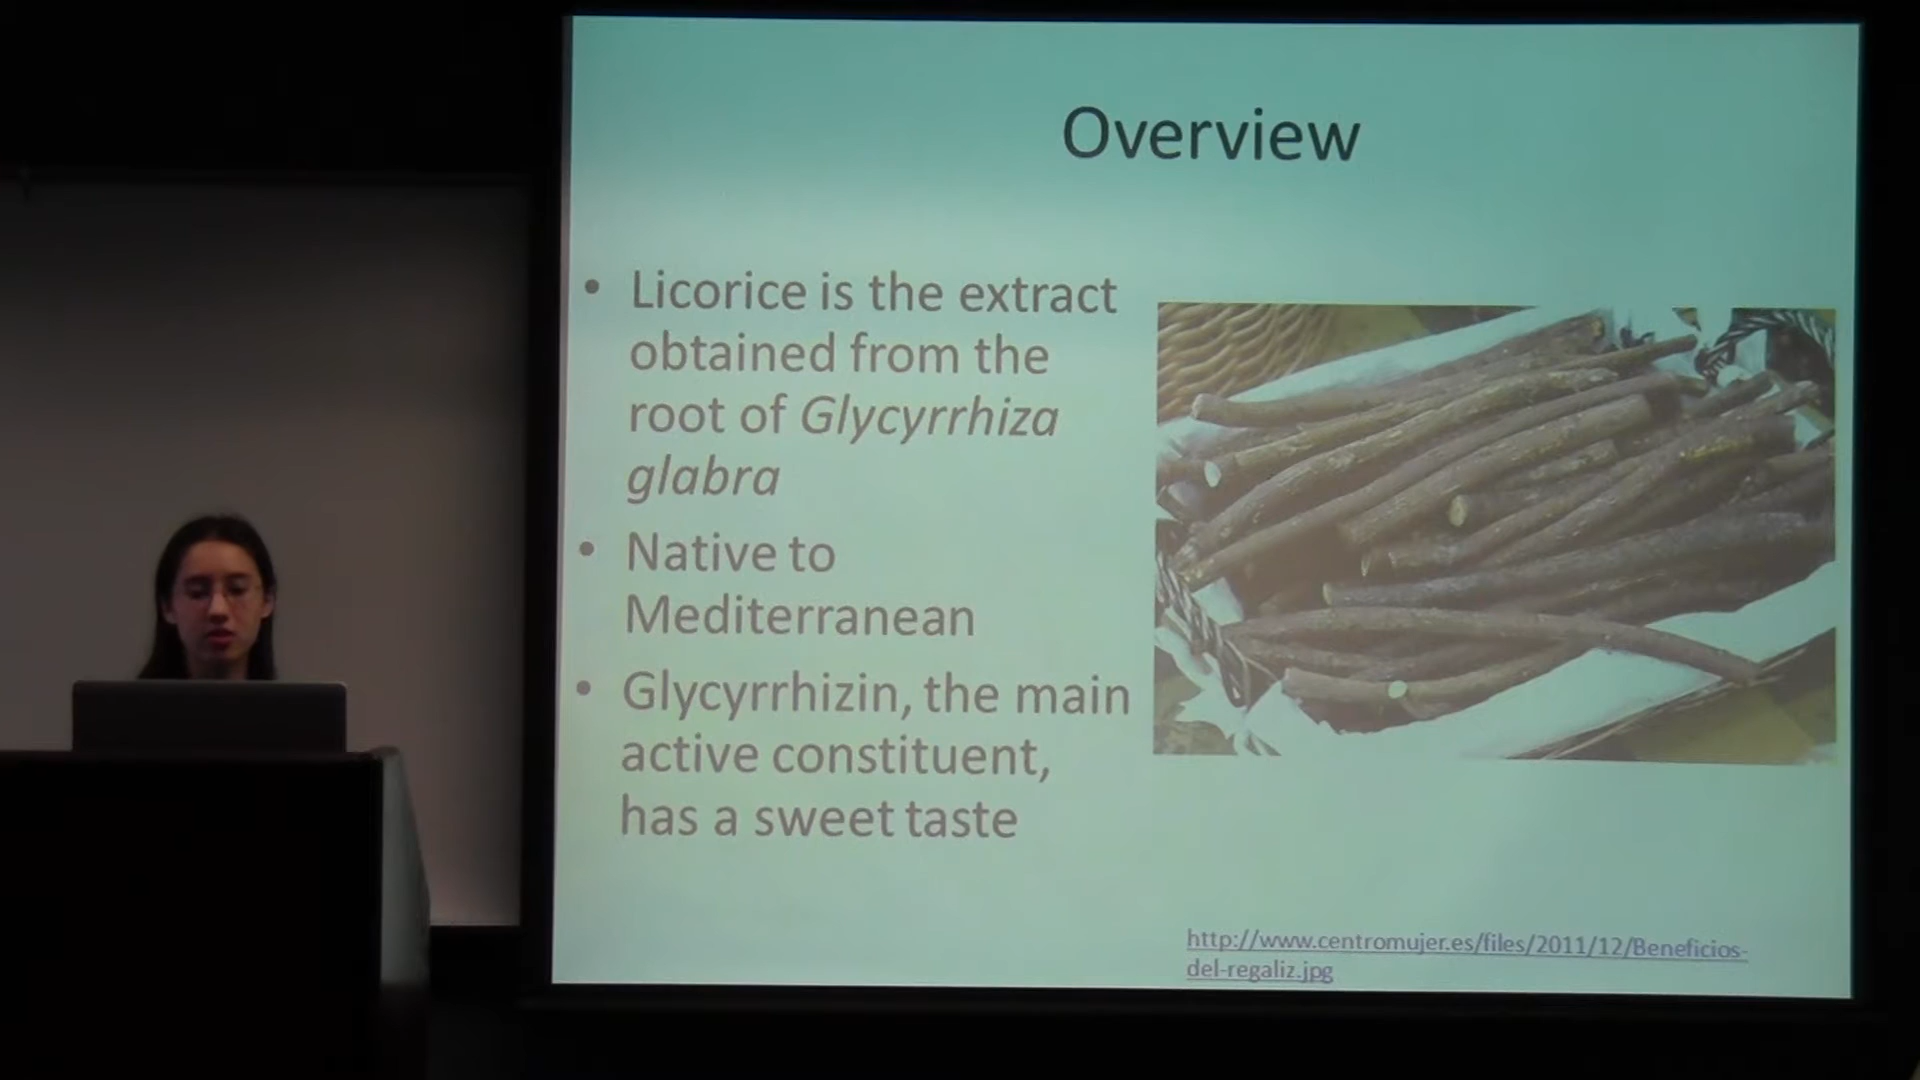 Overview
• Licorice is the extract
obtained from the
root of Glycyrrhiza
glabra
• Native to
Mediterranean
• Glycyrrhizin, the main
active constituent,
has a sweet taste
http://www.centromujer.es/files/2011/12/Beneficios-
del-regaliz.jpg